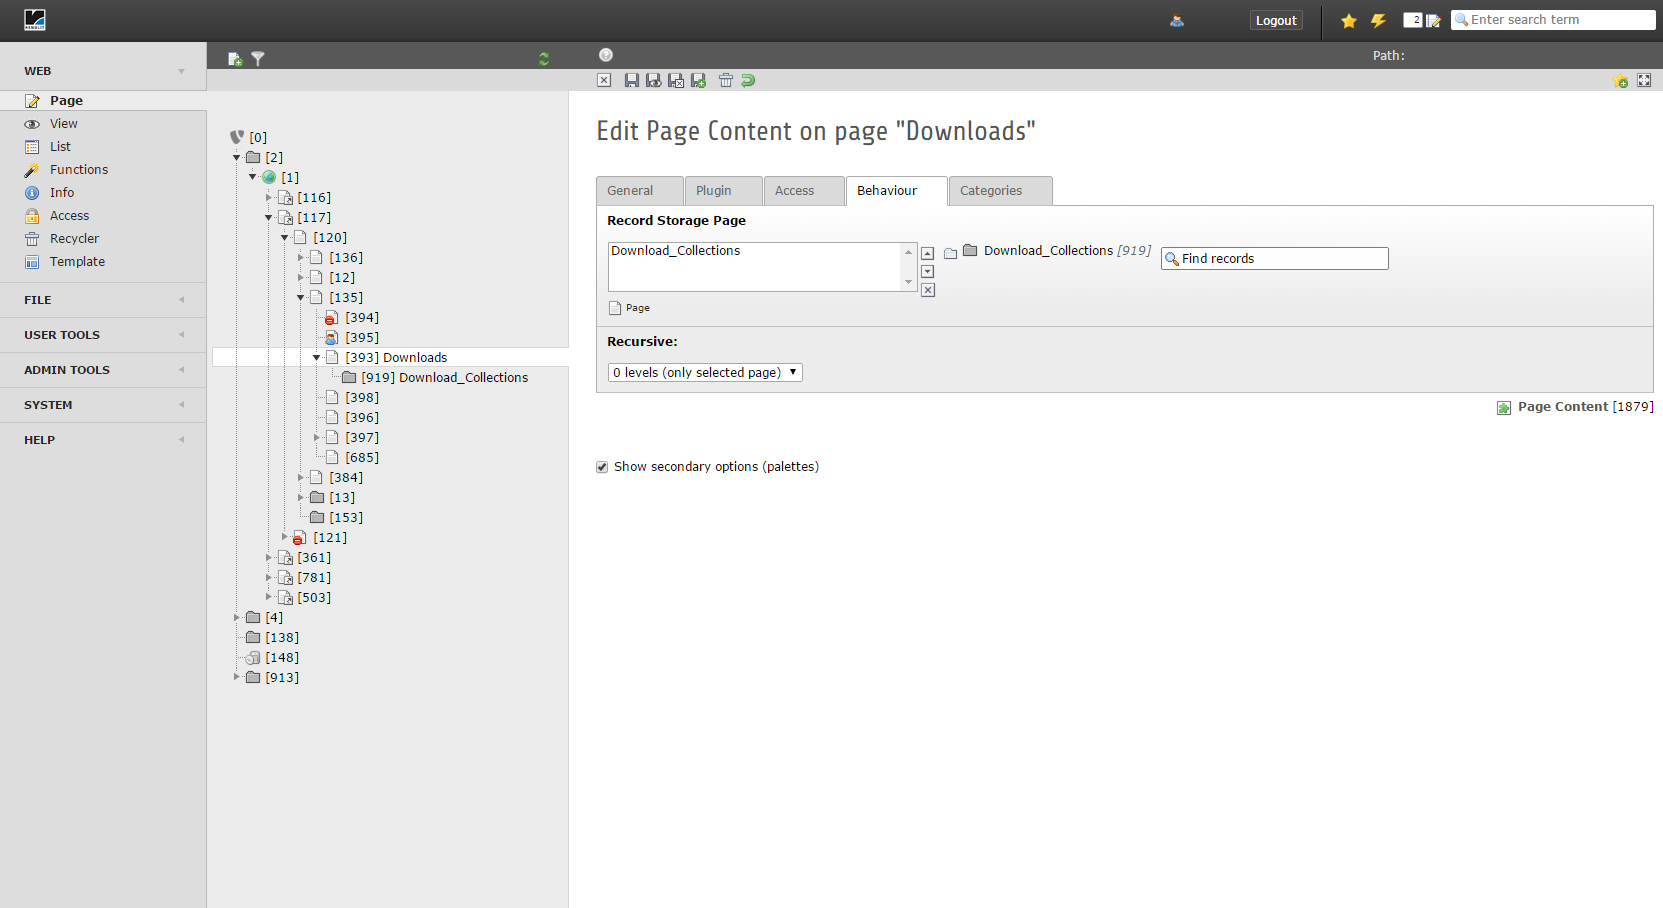 Logout
2
Enter search term
Path:
WEB
Page
View
List
Functions
Info
Access
Recycler
Template
FILE
USER TOOLS
ADMIN TOOLS
SYSTEM
HELP
[0]
[2]
[1]
[116]
[117]
[120]
[136]
[12]
[135]
[394]
[395]
[393] Downloads
[919] Download_Collections
[398]
[396]
[397]
[685]
[384]
[13]
[153]
[121]
[361]
[781]
[503]
[4]
[138]
[148]
[913]
Edit Page Content on page "Downloads"
General Plugin Access Behaviour Categories
Record Storage Page
Download_Collections
Download_Collections [919]
Find records
Page
Recursive:
0 levels (only selected page)
Page Content [1879]
Show secondary options (palettes)